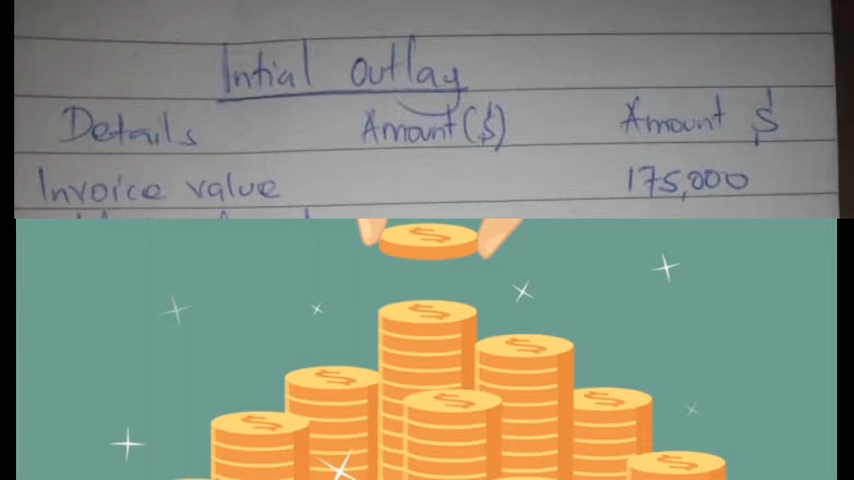 Intial Outlay
Details Amount($) Amount $
Invoice value 175,000